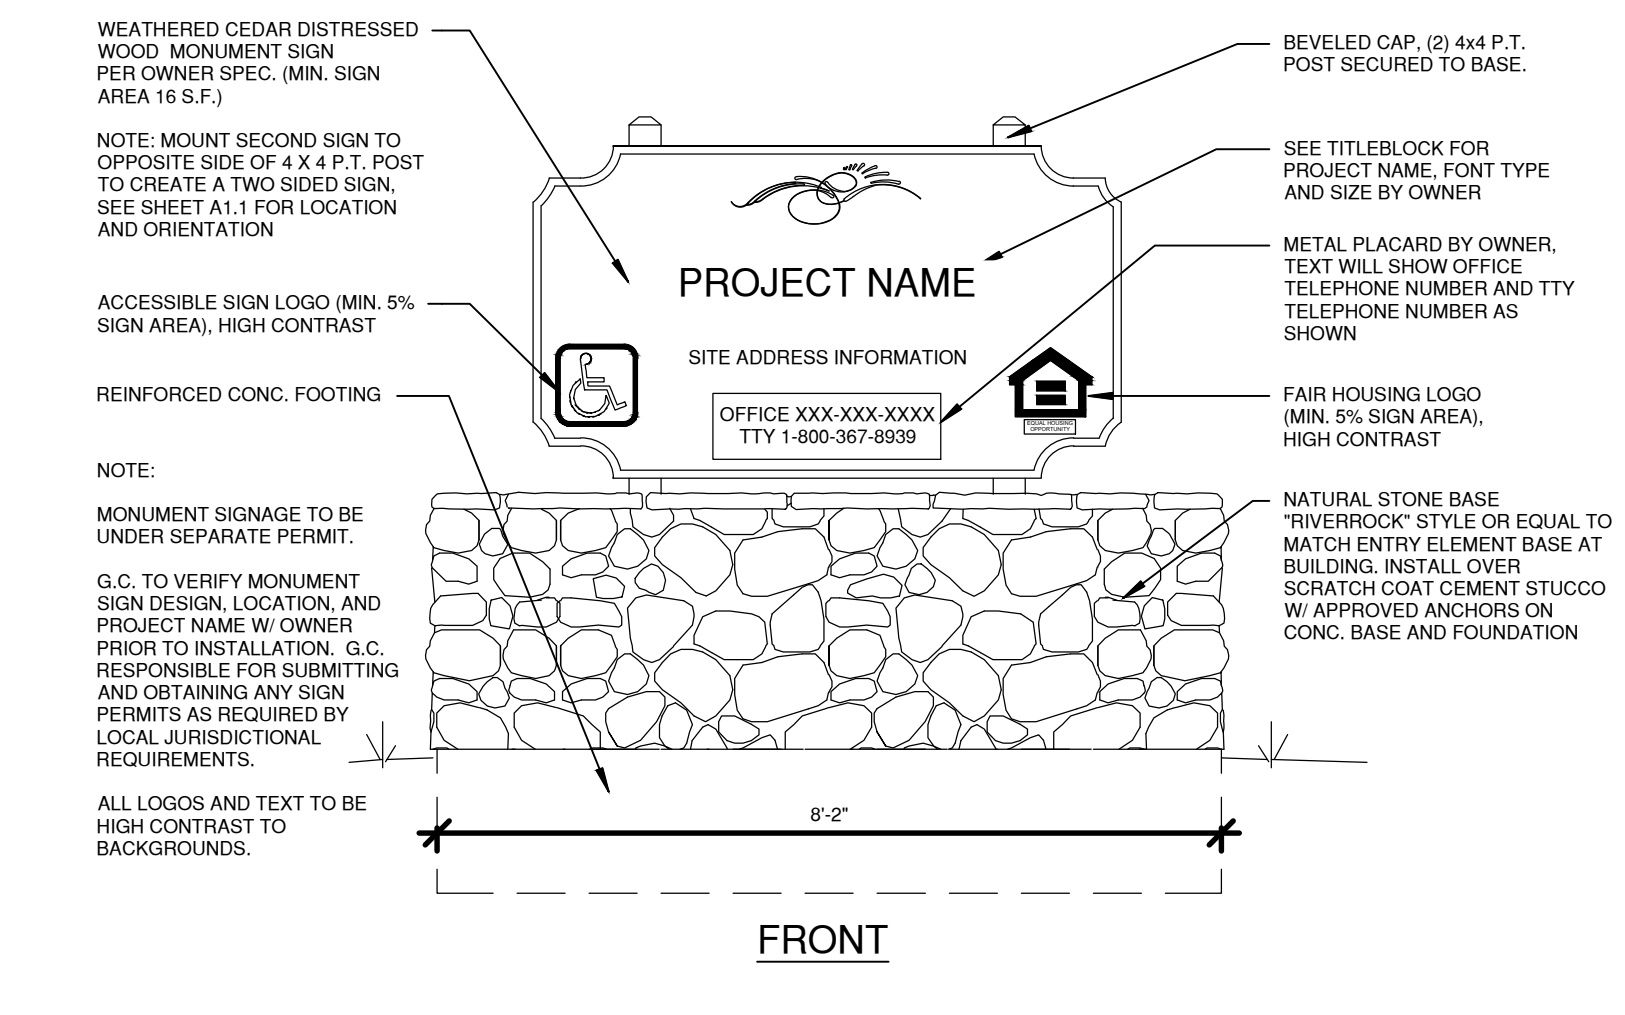 WEATHERED CEDAR DISTRESSED
WOOD  MONUMENT SIGN
PER OWNER SPEC. (MIN. SIGN
AREA 16 S.F.)
NOTE: MOUNT SECOND SIGN TO
OPPOSITE SIDE OF 4 X 4 P.T. POST
TO CREATE A TWO SIDED SIGN,
SEE SHEET A1.1 FOR LOCATION
AND ORIENTATION
ACCESSIBLE SIGN LOGO (MIN. 5%
SIGN AREA), HIGH CONTRAST
REINFORCED CONC. FOOTING
NOTE:
MONUMENT SIGNAGE TO BE
UNDER SEPARATE PERMIT.
G.C. TO VERIFY MONUMENT
SIGN DESIGN, LOCATION, AND
PROJECT NAME W/ OWNER
PRIOR TO INSTALLATION.  G.C.
RESPONSIBLE FOR SUBMITTING
AND OBTAINING ANY SIGN
PERMITS AS REQUIRED BY
LOCAL JURISDICTIONAL
REQUIREMENTS.
ALL LOGOS AND TEXT TO BE
HIGH CONTRAST TO
BACKGROUNDS.
PROJECT NAME
SITE ADDRESS INFORMATION
OFFICE XXX-XXX-XXXX
TTY 1-800-367-8939
EQUAL HOUSING
OPPORTUNITY
8'-2"
FRONT
BEVELED CAP, (2) 4x4 P.T.
POST SECURED TO BASE.
SEE TITLEBLOCK FOR
PROJECT NAME, FONT TYPE
AND SIZE BY OWNER
METAL PLACARD BY OWNER,
TEXT WILL SHOW OFFICE
TELEPHONE NUMBER AND TTY
TELEPHONE NUMBER AS
SHOWN
FAIR HOUSING LOGO
(MIN. 5% SIGN AREA),
HIGH CONTRAST
NATURAL STONE BASE
"RIVERROCK" STYLE OR EQUAL TO
MATCH ENTRY ELEMENT BASE AT
BUILDING. INSTALL OVER
SCRATCH COAT CEMENT STUCCO
W/ APPROVED ANCHORS ON
CONC. BASE AND FOUNDATION